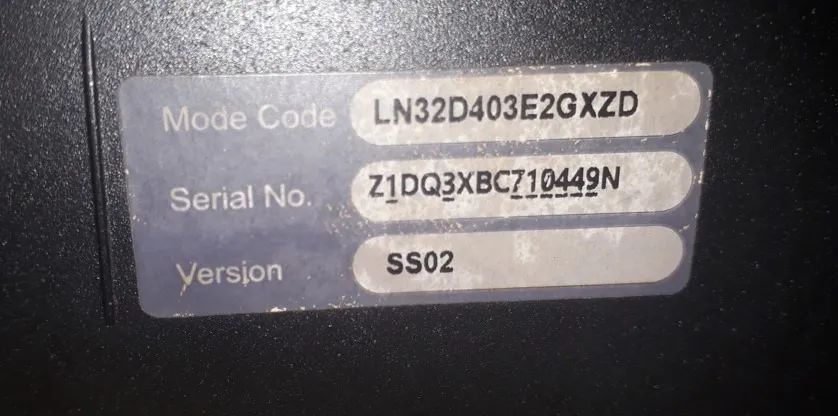 Mode Code LN32D403E2GXZD
Serial No. Z1DQ3XBC710449N
Version SS02